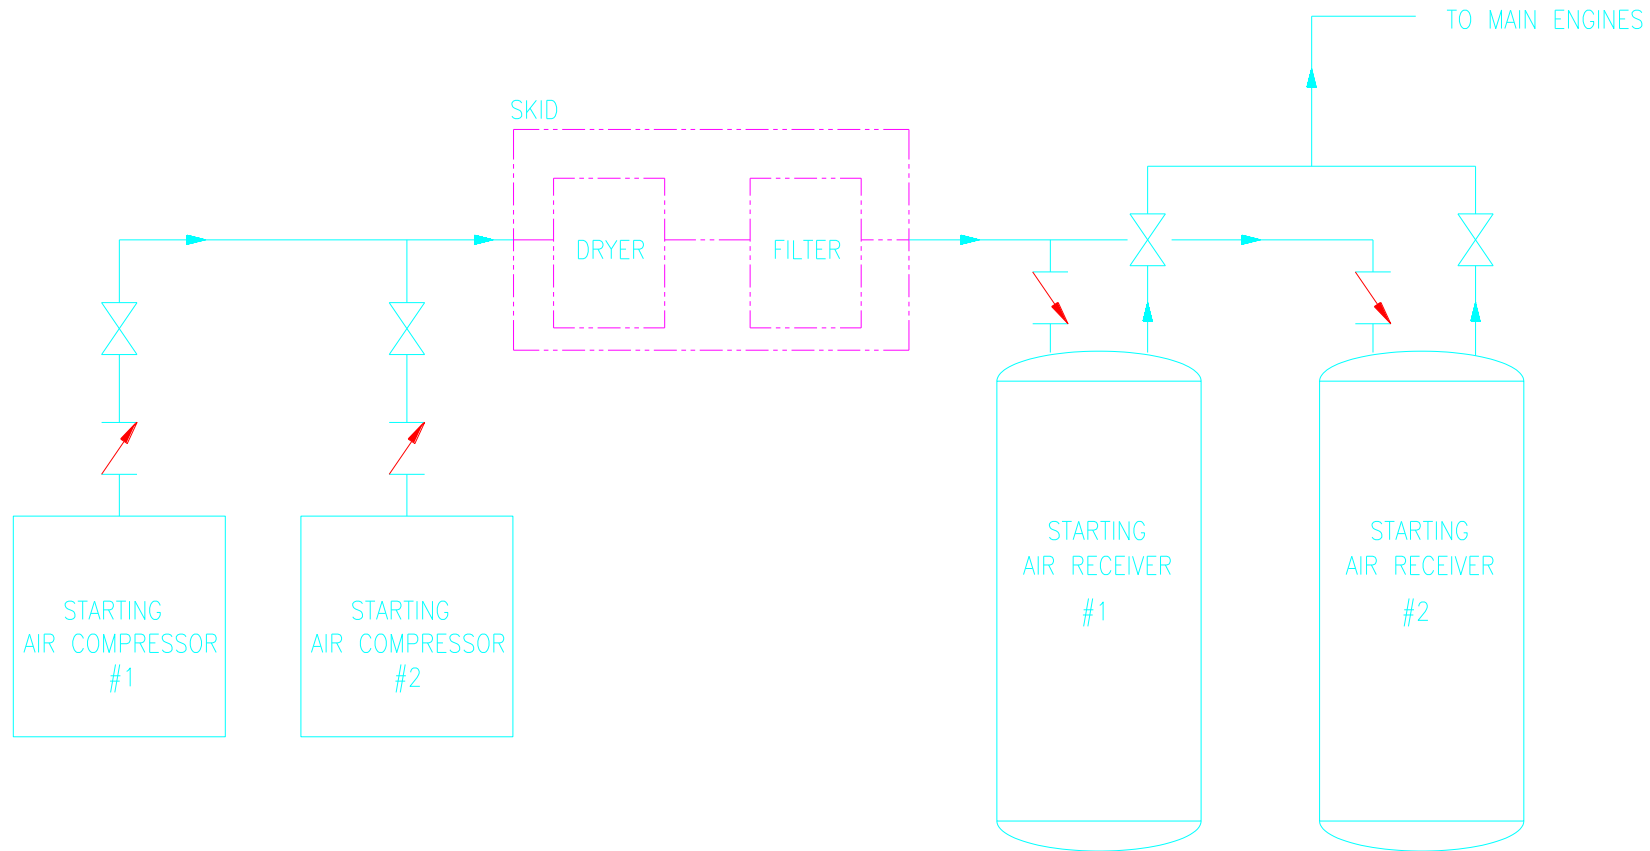 TO MAIN ENGINES
SKID
DRYER
FILTER
STARTING
AIR COMPRESSOR
#1
STARTING
AIR COMPRESSOR
#2
STARTING
AIR RECEIVER
#1
STARTING
AIR RECEIVER
#2